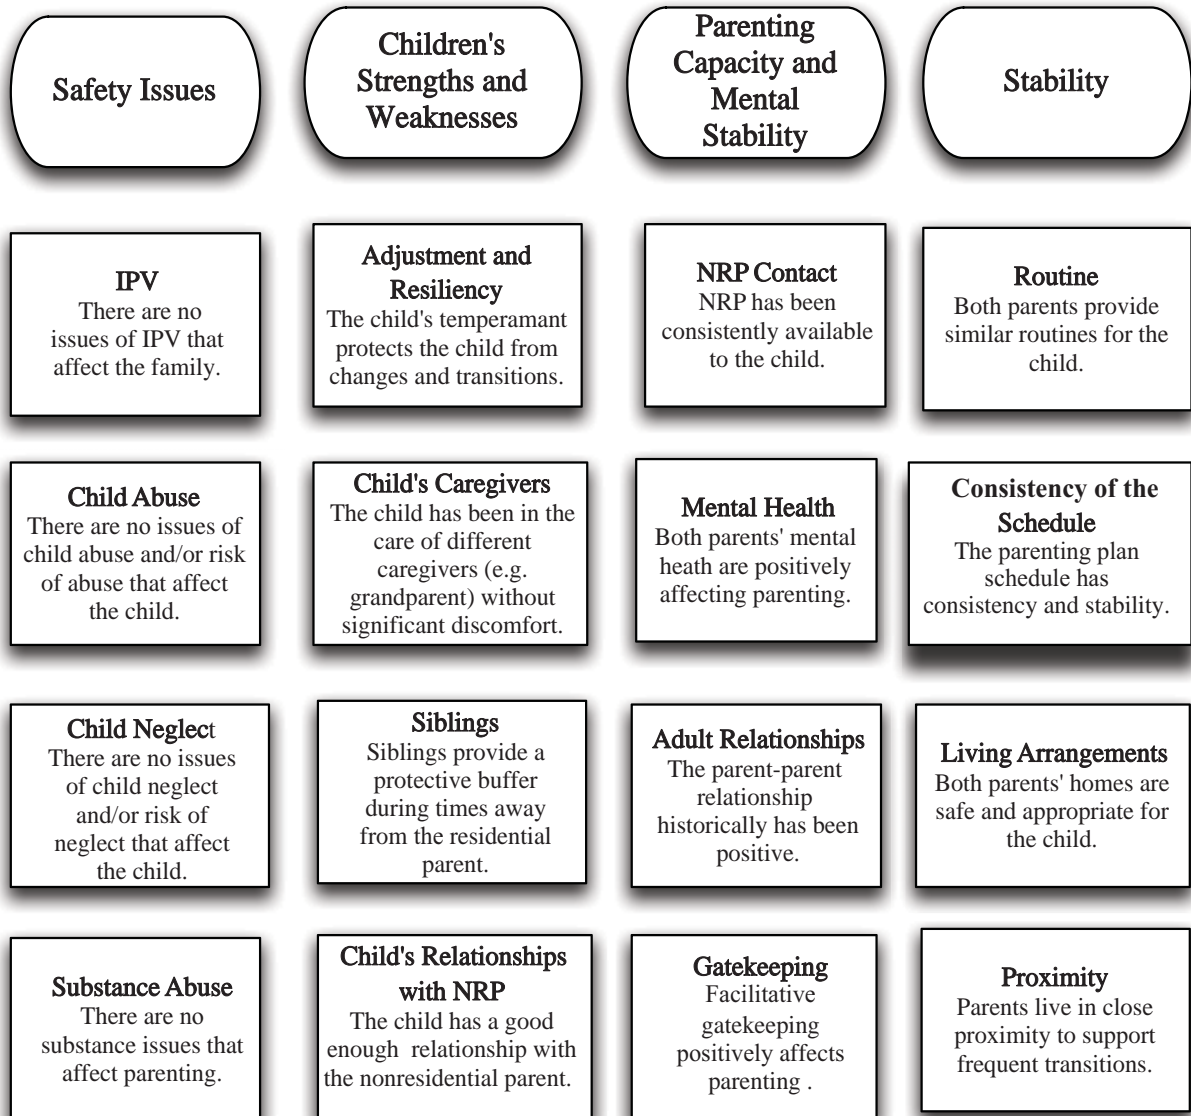 Safety Issues
Children's
Strengths and
Weaknesses
Parenting
Capacity and
Mental
Stability
Stability
IPV
There are no
issues of IPV that
affect the family.
Adjustment and
Resiliency
The child's temperamant
protects the child from
changes and transitions.
NRP Contact
NRP has been
consistently available
to the child.
Routine
Both parents provide
similar routines for the
child.
Child Abuse
There are no issues of
child abuse and/or risk
of abuse that affect
the child.
Child's Caregivers
The child has been in the
care of different
caregivers (e.g.
grandparent) without
significant discomfort.
Mental Health
Both parents' mental
heath are positively
affecting parenting.
Consistency of the
Schedule
The parenting plan
schedule has
consistency and stability.
Child Neglect
There are no issues
of child neglect
and/or risk of
neglect that affect
the child.
Siblings
Siblings provide a
protective buffer
during times away
from the residential
parent.
Adult Relationships
The parent-parent
relationship
historically has been
positive.
Living Arrangements
Both parents' homes are
safe and appropriate for
the child.
Substance Abuse
There are no
substance issues that
affect parenting.
Child's Relationships
with NRP
The child has a good
enough relationship with
the nonresidential parent.
Gatekeeping
Facilitative
gatekeeping
positively affects
parenting .
Proximity
Parents live in close
proximity to support
frequent transitions.